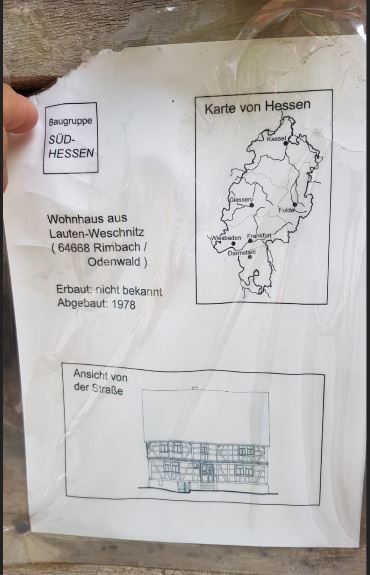 Baugruppe
SÜD-
HESSEN
Karte von Hessen
Kassel
Giessen
Fulda
Wiesbaden
Frankfurt
Darmstadt
Wohnhaus aus
Lauten-Weschnitz
( 64668 Rimbach /
Odenwald )
Erbaut: nicht bekannt
Abgebaut: 1978
Ansicht von
der Straße